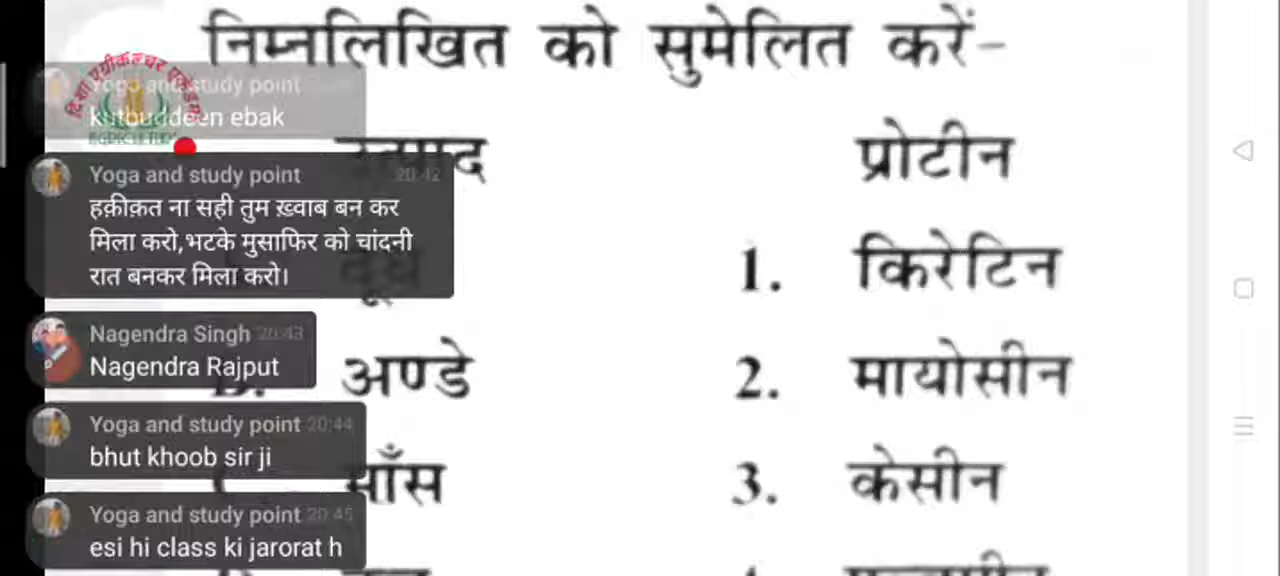 निम्नलिखित को सुमेलित करें-
Yoga and study point
kutbuddeen ebak
प्रोटीन
Yoga and study point 20:42
हक़ीक़त ना सही तुम ख़्वाब बन कर
मिला करो,भटके मुसाफिर को चांदनी
रात बनकर मिला करो।
दूध 1. किरेटिन
Nagendra Singh 20:43
Nagendra Rajput
B. अण्डे 2. मायोसीन
Yoga and study point 20:44
bhut khoob sir ji
माँस 3. केसीन
Yoga and study point 20:45
esi hi class ki jarorat h